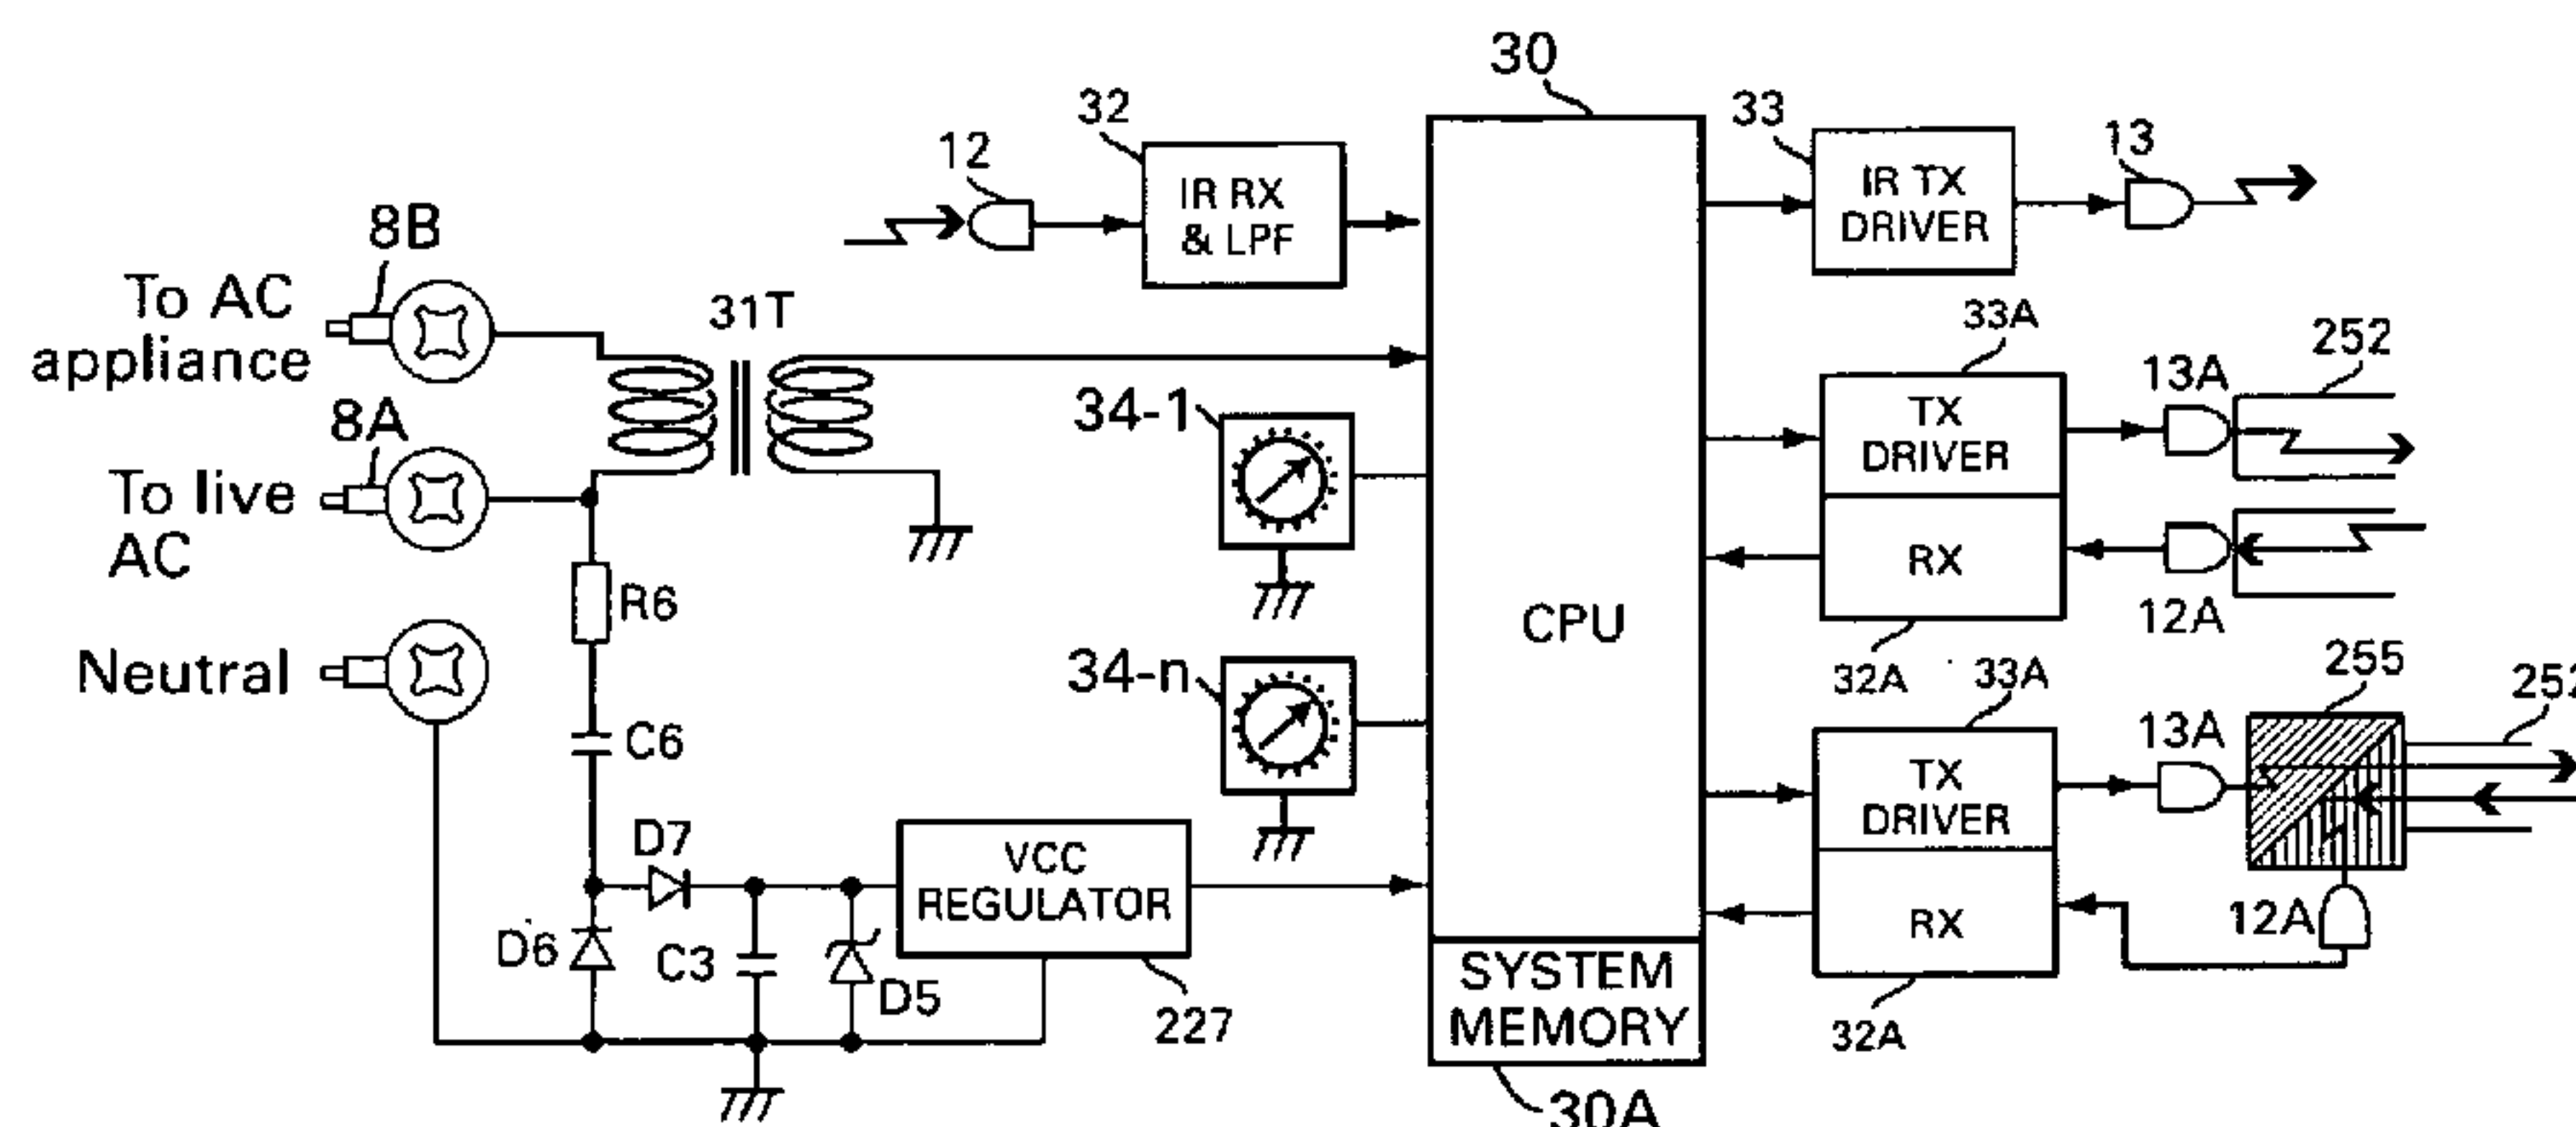 30
32
33
12
IR RX
& LPF
IR TX
DRIVER
13
8B
To AC
appliance
31T
33A
252
34-1
TX
DRIVER
13A
8A
To live
AC
RX
12A
R6
CPU
32A
Neutral
34-n
33A
255
C6
TX
DRIVER
13A
D7
VCC
REGULATOR
RX
12A
D6
C3
D5
227
SYSTEM
MEMORY
32A
30A